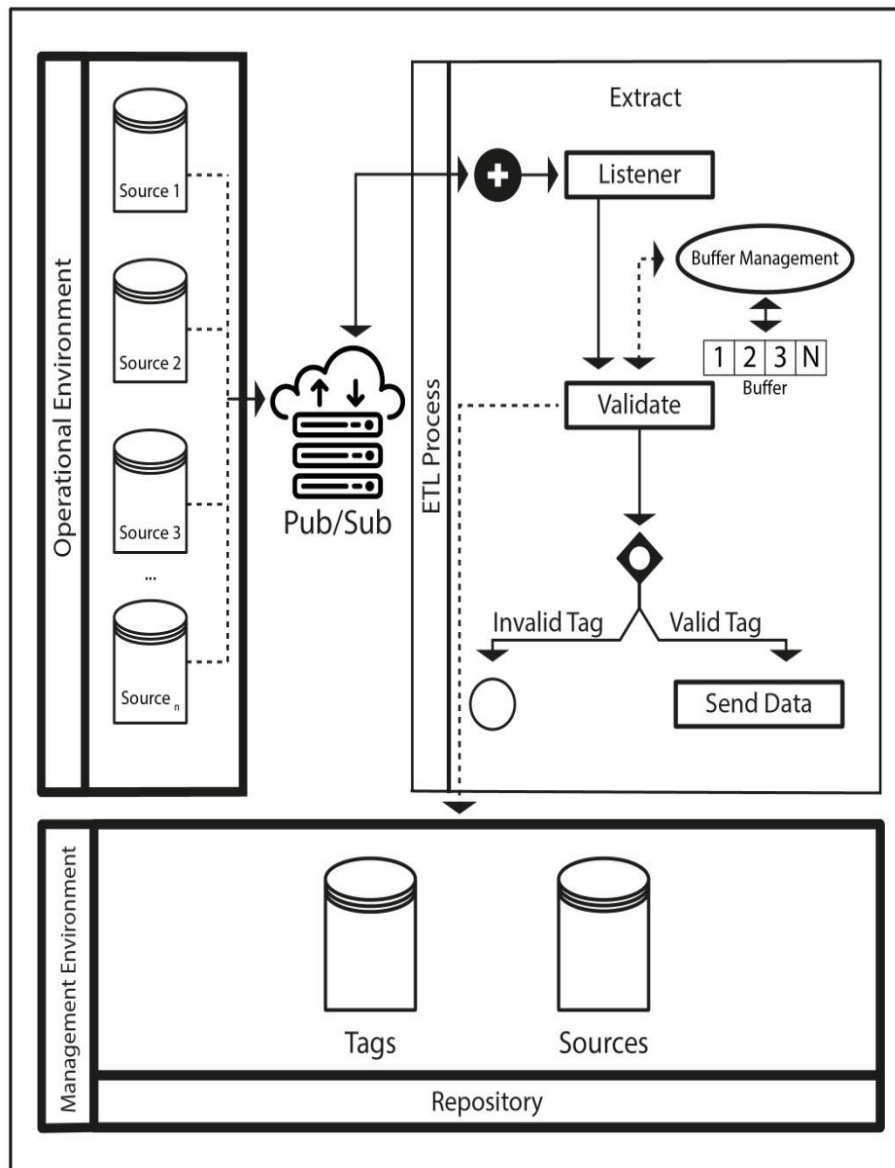 Operational Environment
Source 1
Source 2
Source 3
...
Source n
Pub/Sub
ETL Process
Extract
Listener
Buffer Management
1 2 3 N
Buffer
Validate
Invalid Tag
Valid Tag
Send Data
Management Environment
Tags
Sources
Repository